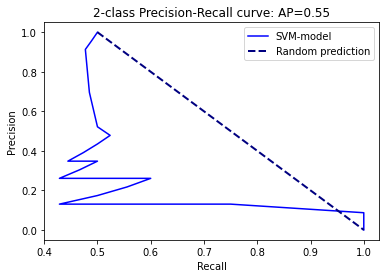 2-class Precision-Recall curve: AP=0.55
SVM-model
Random prediction
Precision
1.0
0.8
0.6
0.4
0.2
0.0
0.4
0.5
0.6
0.7
0.8
0.9
1.0
Recall